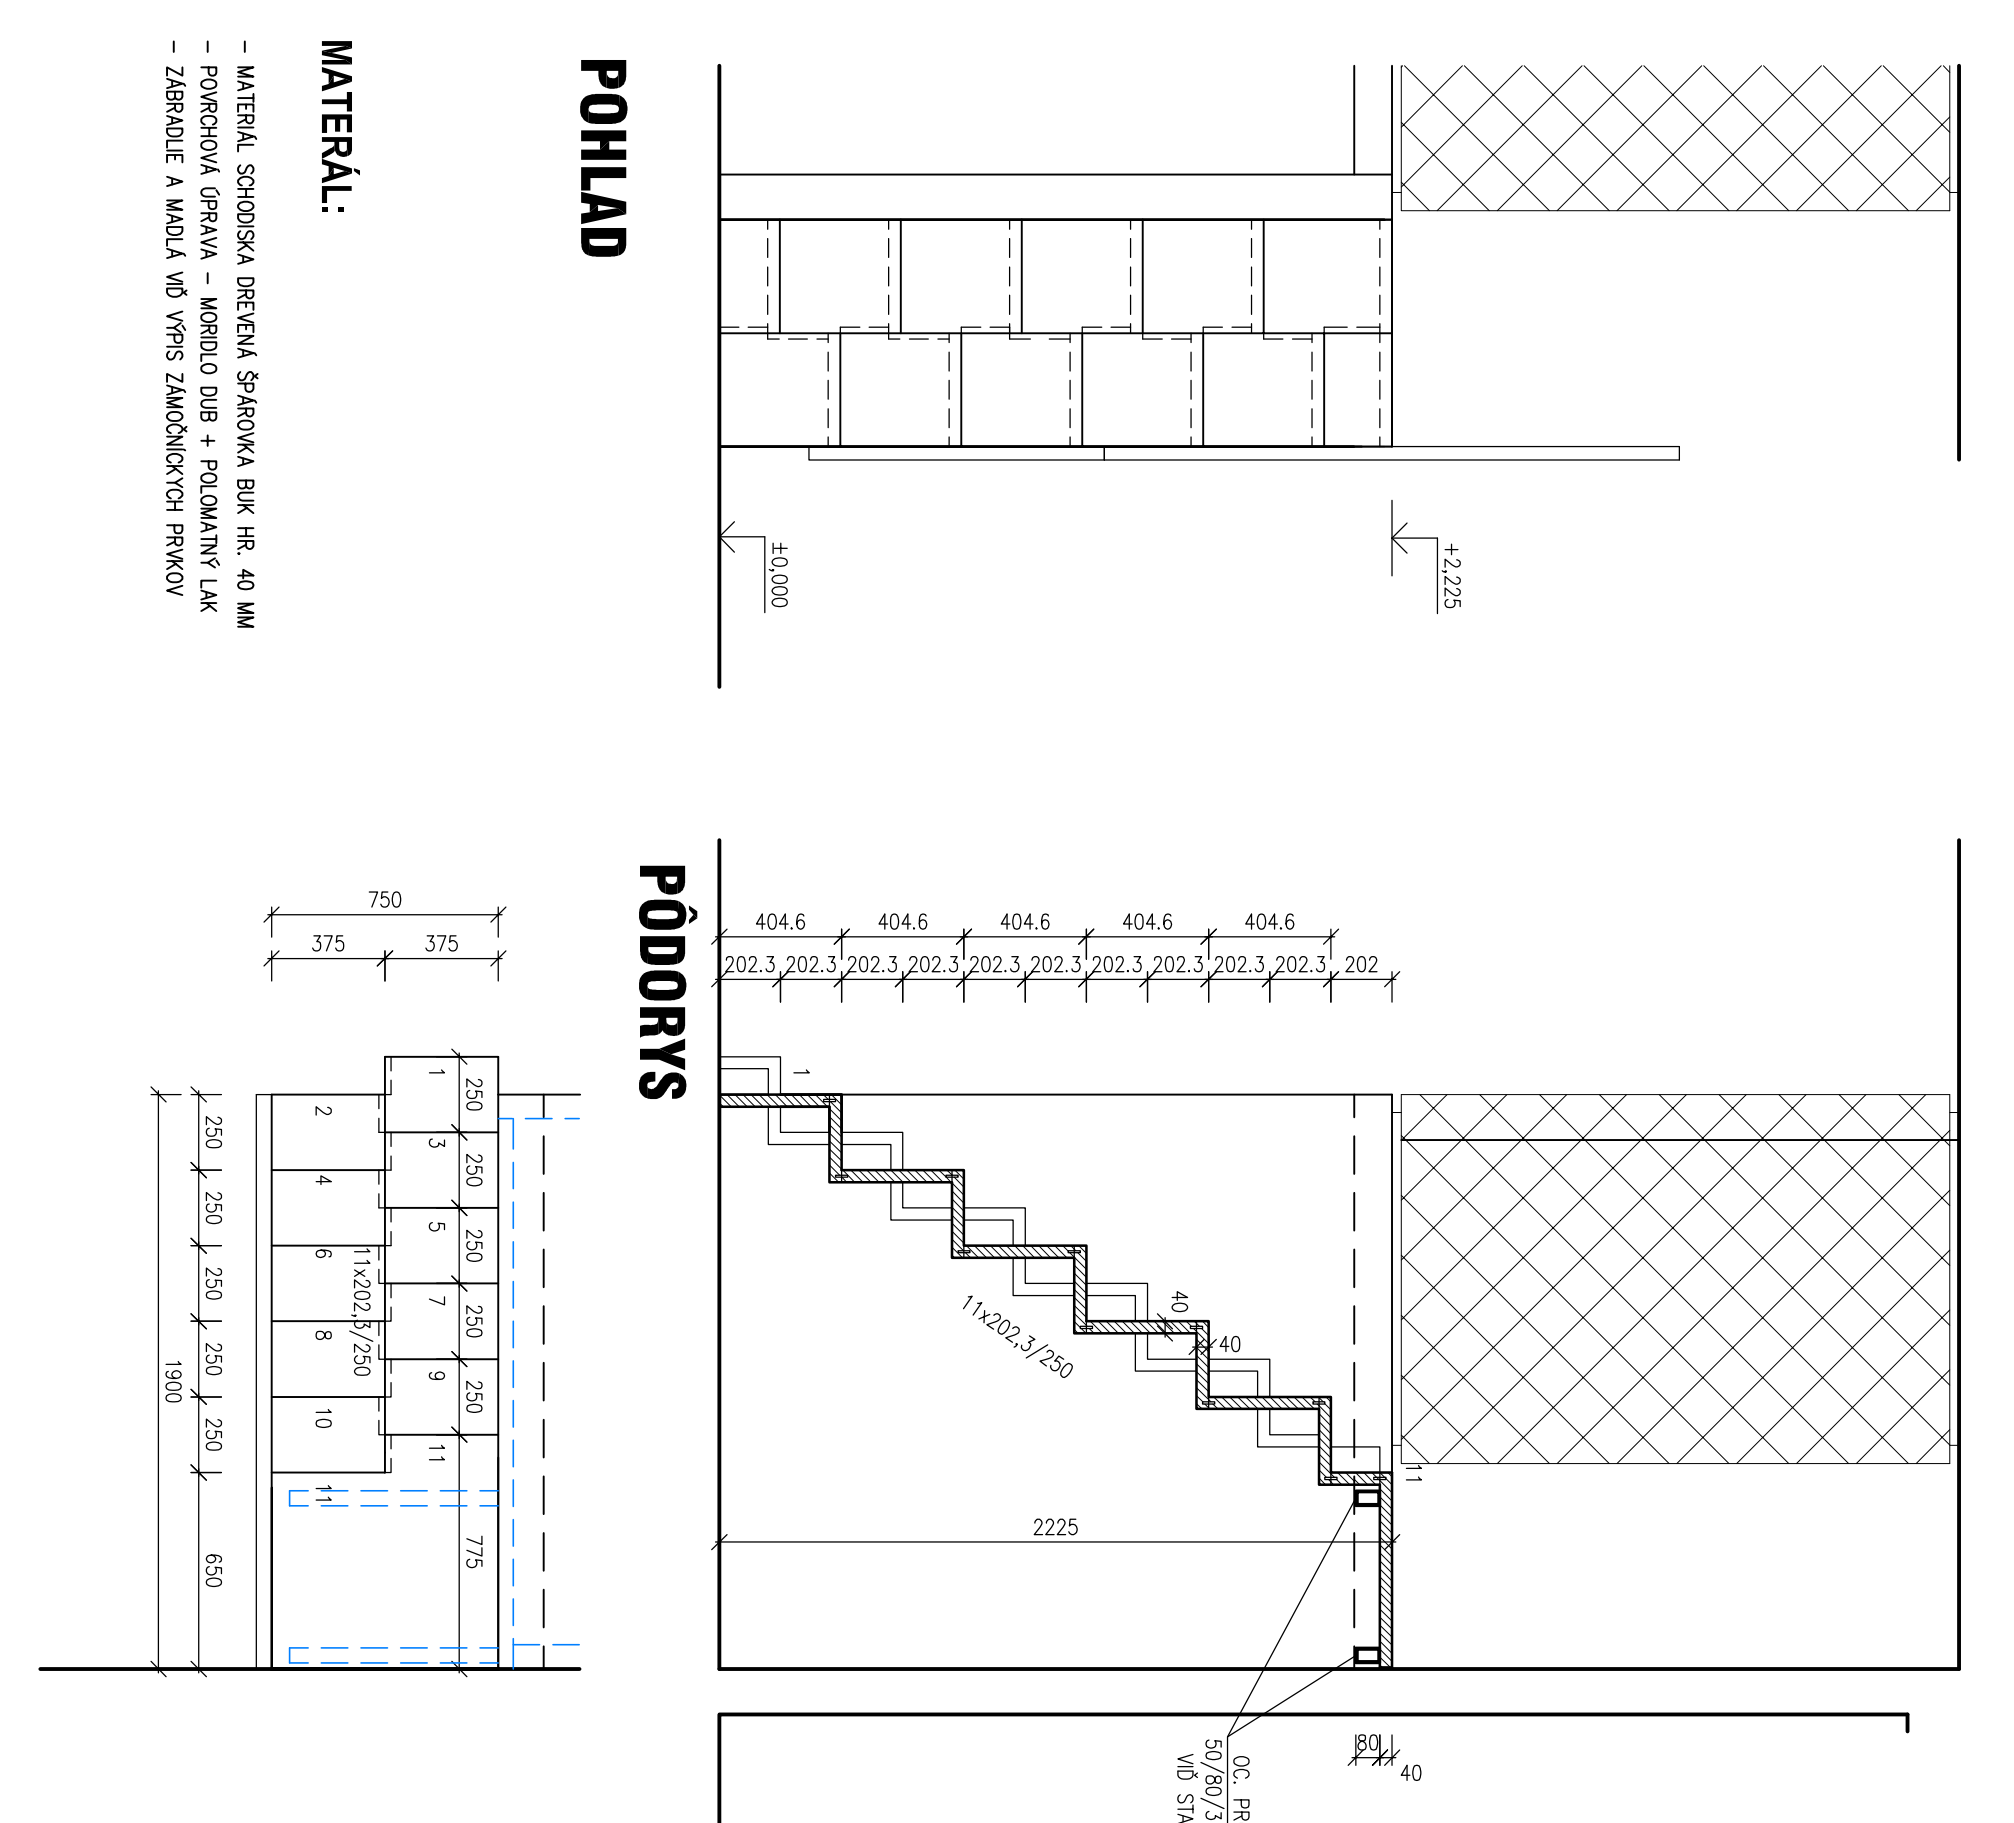 POHLAD
+2,225
±0,000
MATERÁL:
- MATERIÁL SCHODISKA DREVENÁ ŠPÁROVKA BUK HR. 40 MM
- POVRCHOVÁ ÚPRAVA - MORIDLO DUB + POLOMATNÝ LAK
- ZÁBRADLIE A MADLÁ VIĎ VÝPIS ZÁMOČNÍCKYCH PRVKOV
404.6 404.6 404.6 404.6 404.6
202.3 202.3 202.3 202.3 202.3 202.3 202.3 202.3 202.3 202.3 202
1
40
40
11x202,3/250
11
2225
80
40
OC. PR
50/80/3
VIĎ STA
PÔDORYS
750
375 375
250 250 250 250 250 775
1 3 5 7 9 11
11x202,3/250
2 4 6 8 10 11
250 250 250 250 250 650
1900